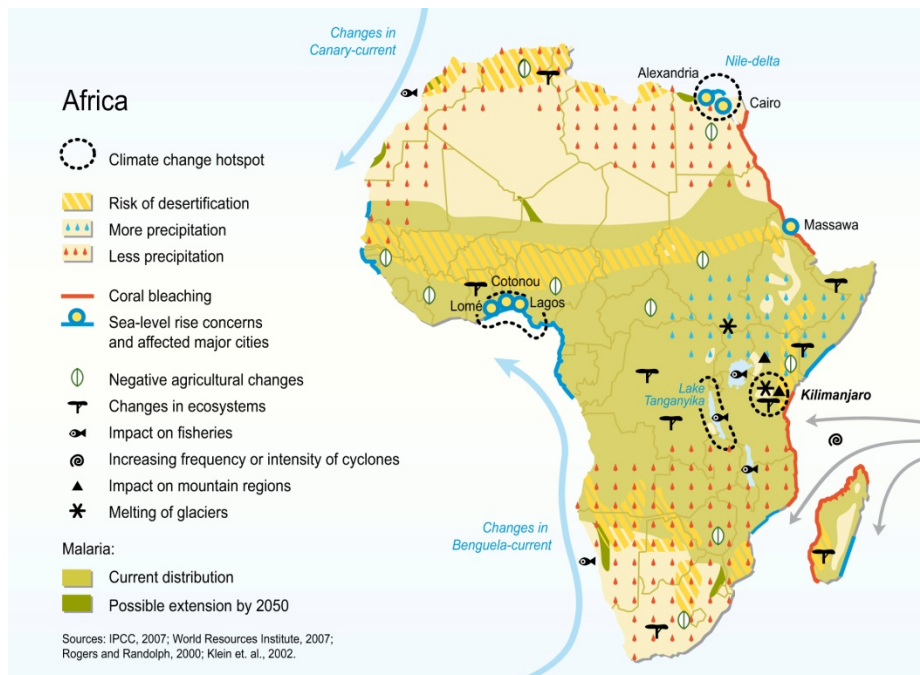 Changes in
Canary-current
Nile-delta
Alexandria
Cairo
Africa
Climate change hotspot
Risk of desertification
More precipitation
Less precipitation
Massawa
Cotonou
Lomé
Lagos
Coral bleaching
Sea-level rise concerns
and affected major cities
Negative agricultural changes
Changes in ecosystems
Impact on fisheries
Increasing frequency or intensity of cyclones
Impact on mountain regions
Melting of glaciers
Lake
Tanganyika
Kilimanjaro
Changes in
Benguela-current
Malaria:
Current distribution
Possible extension by 2050
Sources: IPCC, 2007; World Resources Institute, 2007;
Rogers and Randolph, 2000; Klein et. al., 2002.